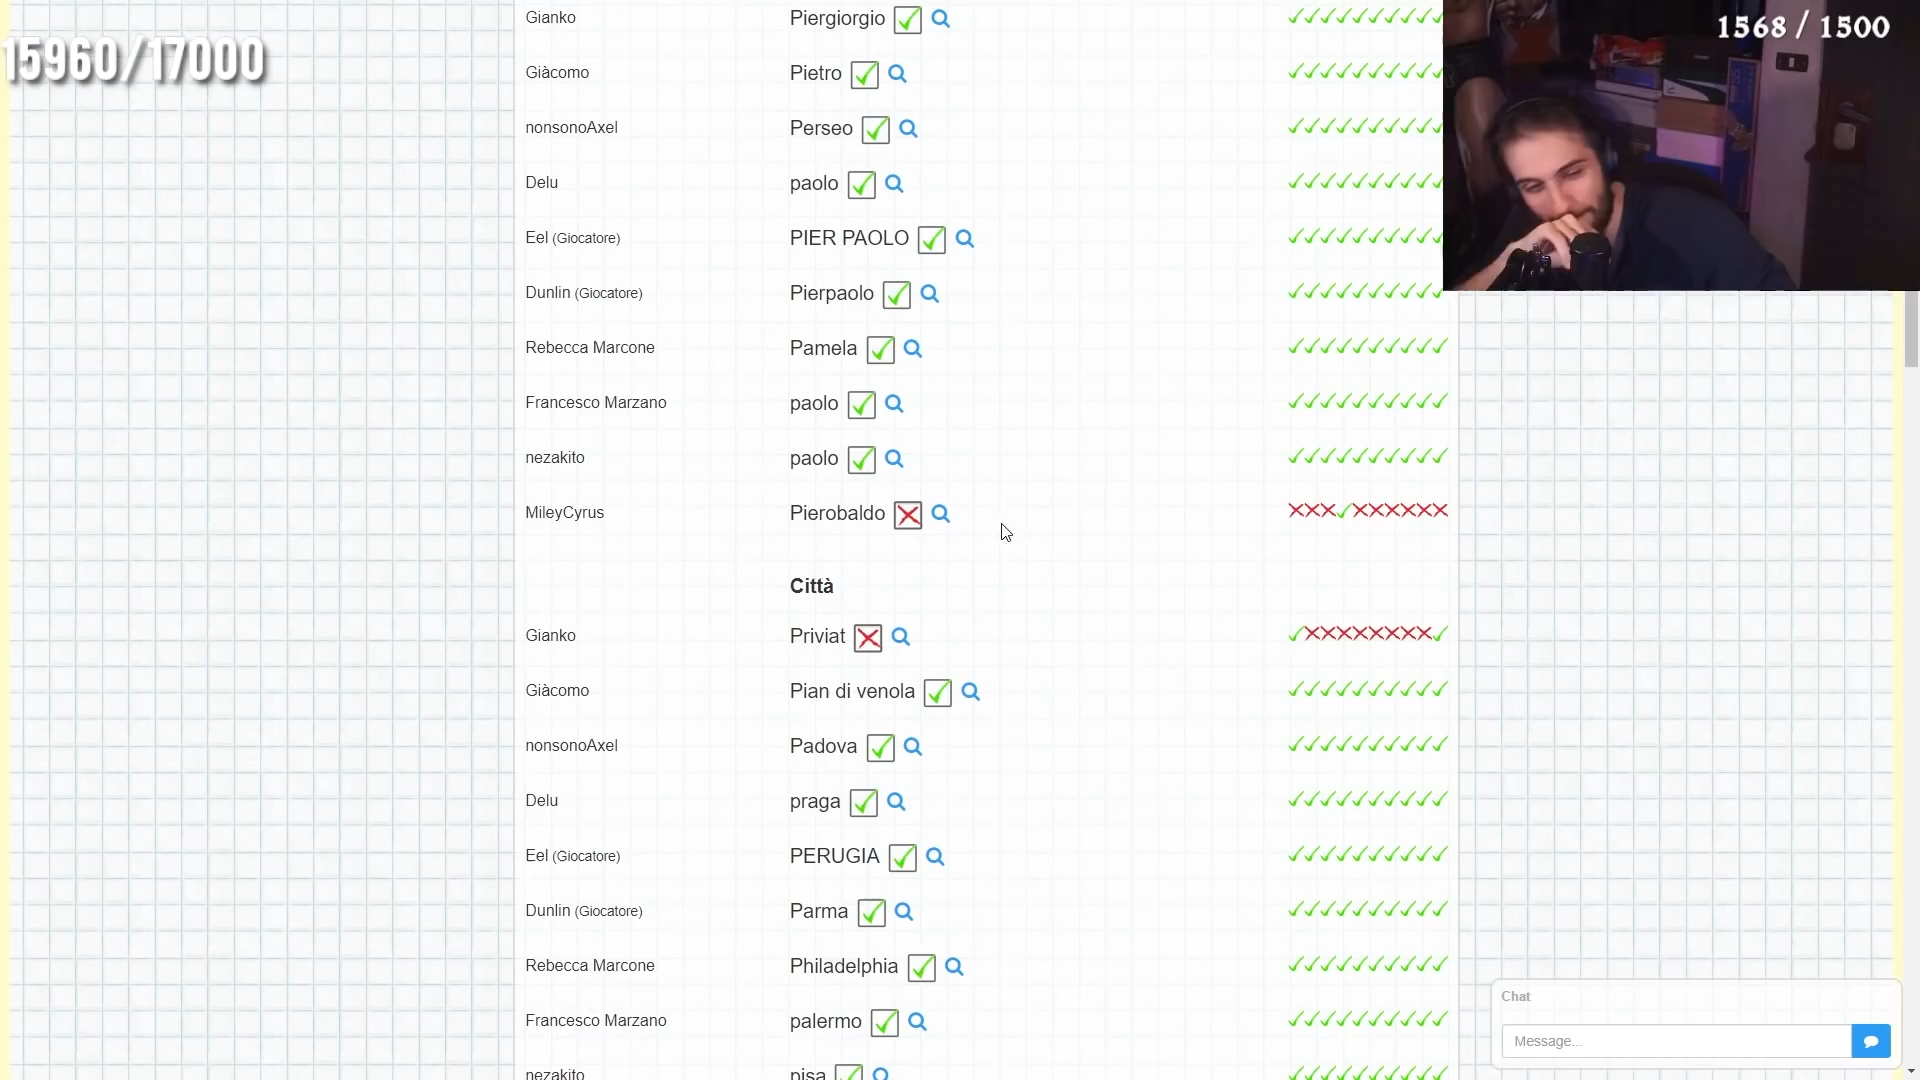 15960/17000
1568 / 1500
Gianko Piergiorgio
Giàcomo Pietro
nonsonoAxel Perseo
Delu paolo
Eel (Giocatore) PIER PAOLO
Dunlin (Giocatore) Pierpaolo
Rebecca Marcone Pamela
Francesco Marzano paolo
nezakito paolo
MileyCyrus Pierobaldo
Città
Gianko Priviat
Giàcomo Pian di venola
nonsonoAxel Padova
Delu praga
Eel (Giocatore) PERUGIA
Dunlin (Giocatore) Parma
Rebecca Marcone Philadelphia
Francesco Marzano palermo
nezakito pisa
Chat
Message...